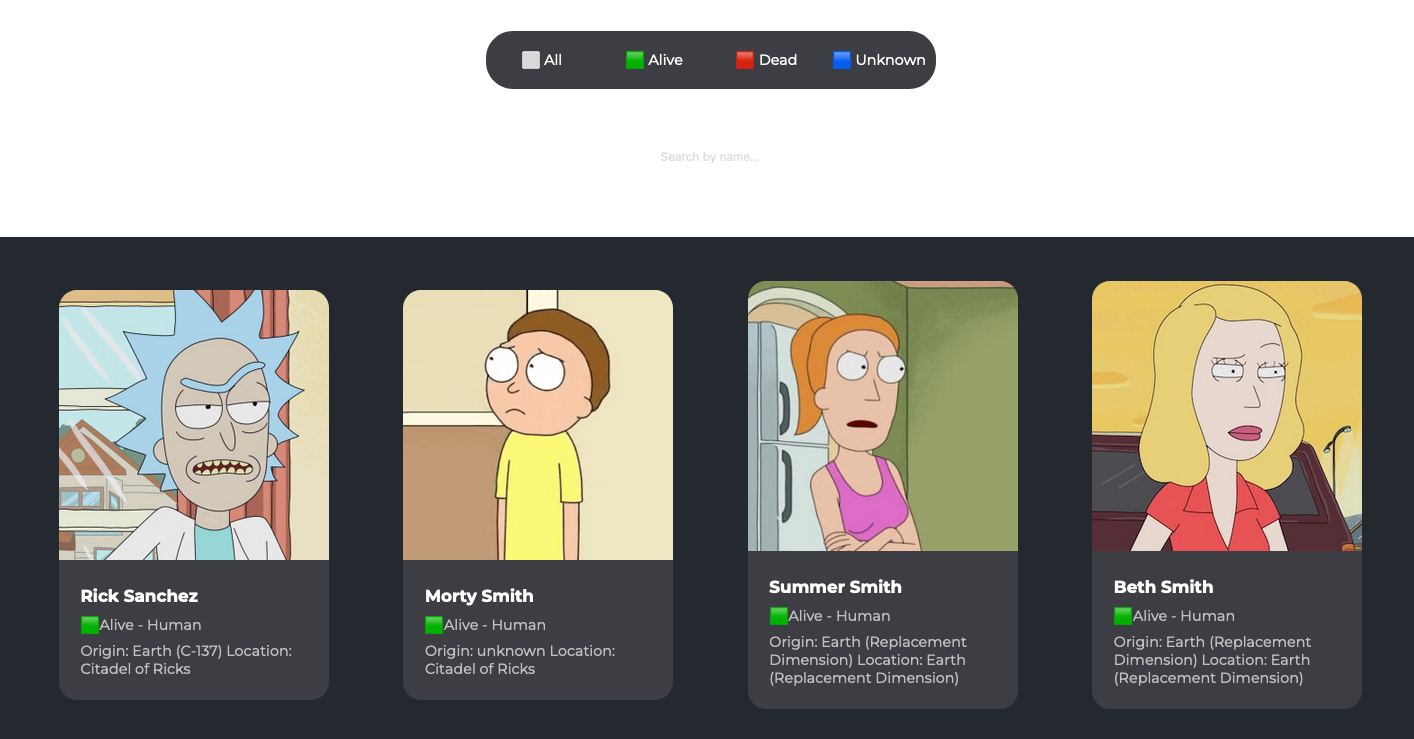 All Alive Dead Unknown
Search by name...
Rick Sanchez
Alive - Human
Origin: Earth (C-137) Location:
Citadel of Ricks
Morty Smith
Alive - Human
Origin: unknown Location:
Citadel of Ricks
Summer Smith
Alive - Human
Origin: Earth (Replacement
Dimension) Location: Earth
(Replacement Dimension)
Beth Smith
Alive - Human
Origin: Earth (Replacement
Dimension) Location: Earth
(Replacement Dimension)